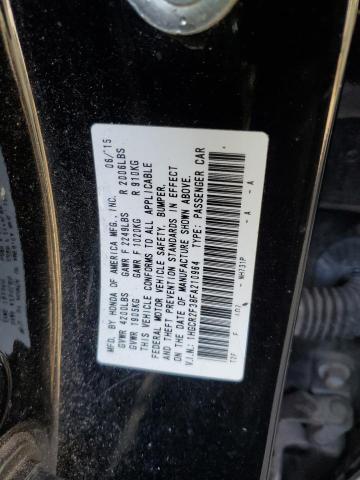 MFD. BY HONDA OF AMERICA MFG., INC. 06/15
GVWR 4200LBS GAWR F 2249LBS R 2006LBS
GVWR 1905KG GAWR F 1020KG R 910KG
THIS VEHICLE CONFORMS TO ALL APPLICABLE
FEDERAL MOTOR VEHICLE SAFETY, BUMPER,
AND THEFT PREVENTION STANDARDS IN EFFECT
ON THE DATE OF MANUFACTURE SHOWN ABOVE.
V.I.N.: 1HGCR2F38FA210964 TYPE: PASSENGER CAR
T2F F NH731P A - A